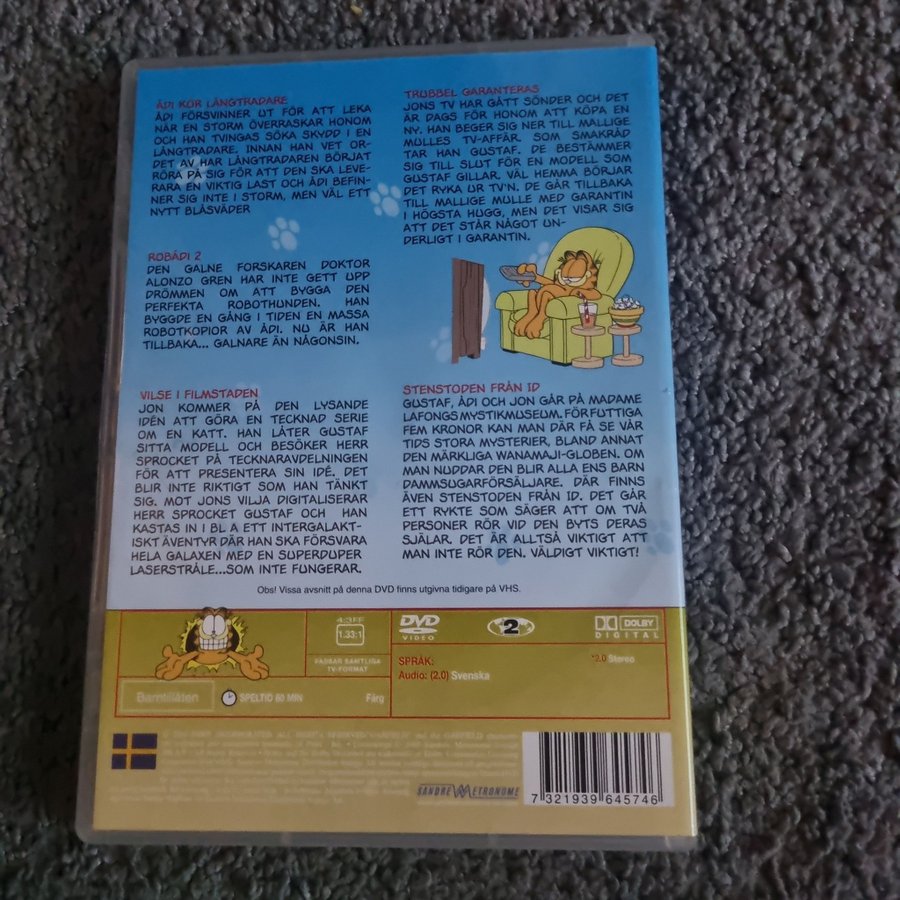 ÅDI KÖR LÅNGTRADARE
ÅDI FÖRSVINNER UT FÖR ATT LEKA
NÄR EN STORM ÖVERRASKAR HONOM
OCH HAN TVINGAS SÖKA SKYDD I EN
LÅNGTRADARE. INNAN HAN VET OR-
DET AV HAR LÅNGTRADAREN BÖRJAT
RÖRA PÅ SIG FÖR ATT DEN SKA LEVE-
RARA EN VIKTIG LAST OCH ÅDI BEFIN-
NER SIG INTE I STORM, MEN VÄL ETT
NYTT BLÅSVÄDER
ROBÅDI 2
DEN GALNE FORSKAREN DOKTOR
ALONZO GREN HAR INTE GETT UPP
DRÖMMEN OM ATT BYGGA DEN
PERFEKTA ROBOTHUNDEN. HAN
BYGGDE EN GÅNG I TIDEN EN MASSA
ROBOTKOPIOR AV ÅDI. NU ÄR HAN
TILLBAKA... GALNARE ÄN NÅGONSIN.
VILSE I FILMSTADEN
JON KOMMER PÅ DEN LYSANDE
IDÉN ATT GÖRA EN TECKNAD SERIE
OM EN KATT. HAN LÅTER GUSTAF
SITTA MODELL OCH BESÖKER HERR
SPROCKET PÅ TECKNARAVDELNINGEN
FÖR ATT PRESENTERA SIN IDÉ. DET
BLIR INTE RIKTIGT SOM HAN TÄNKT
SIG. MOT JONS VILJA DIGITALISERAR
HERR SPROCKET GUSTAF OCH HAN
KASTAS IN I BL A ETT INTERGALAKT-
ISKT ÄVENTYR DÄR HAN SKA FÖRSVARA
HELA GALAXEN MED EN SUPERDUPER
LASERSTRÅLE...SOM INTE FUNGERAR.
TRUBBEL GARANTERAS
JONS TV HAR GÅTT SÖNDER OCH DET
ÄR DAGS FÖR HONOM ATT KÖPA EN
NY. HAN BEGER SIG NER TILL MALLIGE
MULLES TV-AFFÄR. SOM SMAKRÅD
TAR HAN GUSTAF. DE BESTÄMMER
SIG TILL SLUT FÖR EN MODELL SOM
GUSTAF GILLAR. VÄL HEMMA BÖRJAR
DET RYKA UR TV'N. DE GÅR TILLBAKA
TILL MALLIGE MULLE MED GARANTIN
I HÖGSTA HUGG, MEN DET VISAR SIG
ATT DET STÅR NÅGOT UN-
DERLIGT I GARANTIN.
STENSTODEN FRÅN ID
GUSTAF, ÅDI OCH JON GÅR PÅ MADAME
LAFONGS MYSTIKMUSEUM. FÖR FUTTIGA
FEM KRONOR KAN MAN DÄR FÅ SE VÅR
TIDS STORA MYSTERIER, BLAND ANNAT
DEN MÄRKLIGA WANAMAJI-GLOBEN. OM
MAN NUDDAR DEN BLIR ALLA ENS BARN
DAMMSUGARFÖRSÄLJARE. DÄR FINNS
ÄVEN STENSTODEN FRÅN ID. DET GÅR
ETT RYKTE SOM SÄGER ATT OM TVÅ
PERSONER RÖR VID DEN BYTS DERAS
SJÄLAR. DET ÄR ALLTSÅ VÄLDIGT VIKTIGT ATT
MAN INTE RÖR DEN. VÄLDIGT VIKTIGT!
Obs! Vissa avsnitt på denna DVD finns utgivna tidigare på VHS.
4:3FF
1.33:1
PASSAR SAMTLIGA
TV-FORMAT
Barntillåten
SPELTID 60 MIN
Färg
DVD
VIDEO
2
DOLBY
DIGITAL
SPRÅK:
Audio: (2.0) Svenska
*2.0 Stereo
SANDREW METRONOME
7 321939 645746